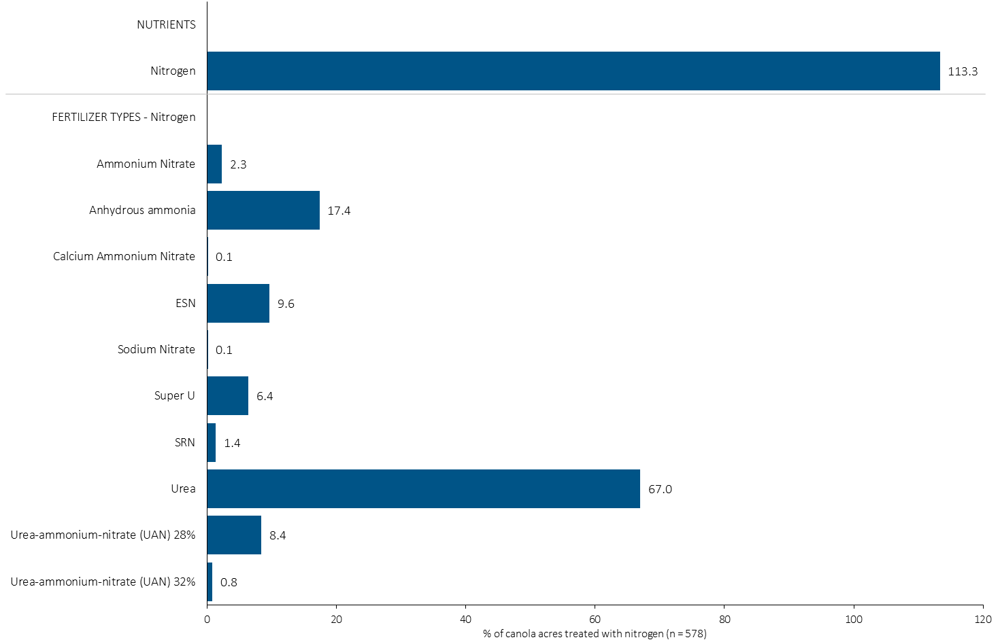 NUTRIENTS
Nitrogen 113.3
FERTILIZER TYPES - Nitrogen
Ammonium Nitrate 2.3
Anhydrous ammonia 17.4
Calcium Ammonium Nitrate 0.1
ESN 9.6
Sodium Nitrate 0.1
Super U 6.4
SRN 1.4
Urea 67.0
Urea-ammonium-nitrate (UAN) 28% 8.4
Urea-ammonium-nitrate (UAN) 32% 0.8
0 20 40 60 80 100 120
% of canola acres treated with nitrogen (n = 578)